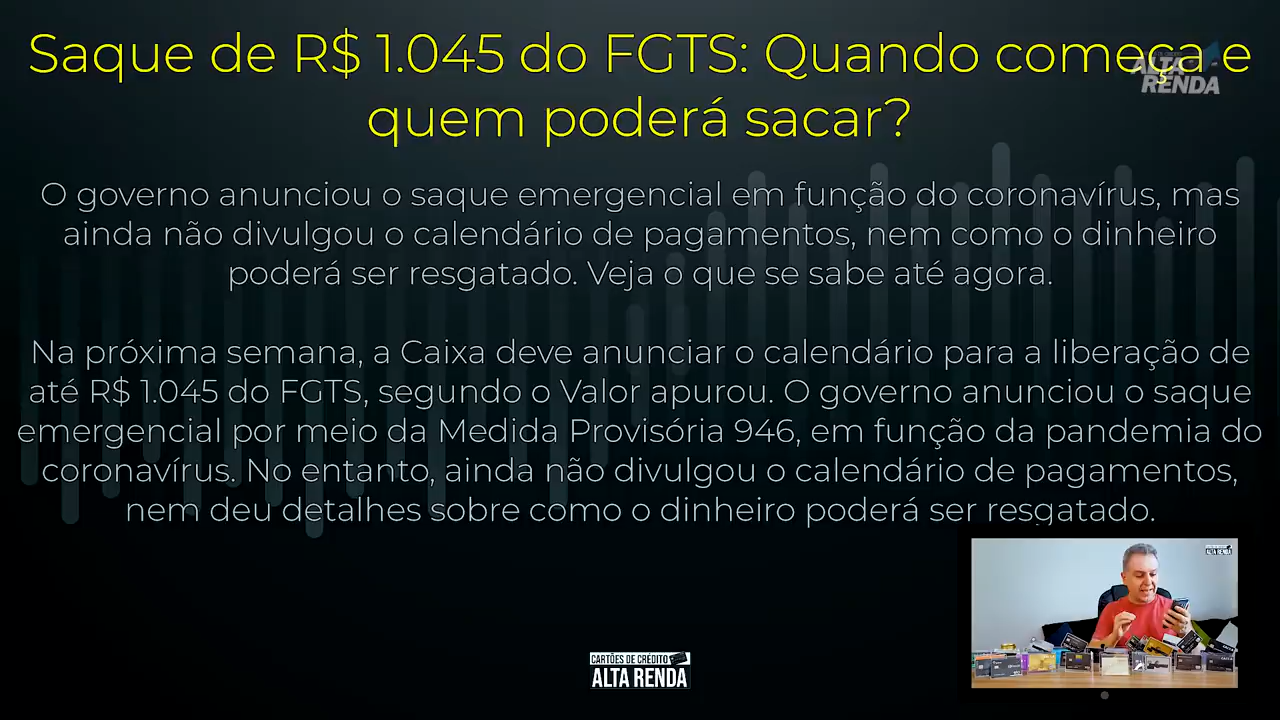 Saque de R$ 1.045 do FGTS: Quando começa e
quem poderá sacar?
ALTA
RENDA
O governo anunciou o saque emergencial em função do coronavírus, mas
ainda não divulgou o calendário de pagamentos, nem como o dinheiro
poderá ser resgatado. Veja o que se sabe até agora.
Na próxima semana, a Caixa deve anunciar o calendário para a liberação de
até R$ 1.045 do FGTS, segundo o Valor apurou. O governo anunciou o saque
emergencial por meio da Medida Provisória 946, em função da pandemia do
coronavírus. No entanto, ainda não divulgou o calendário de pagamentos,
nem deu detalhes sobre como o dinheiro poderá ser resgatado.
ALTA RENDA
CARTÕES DE CRÉDITO
ALTA RENDA